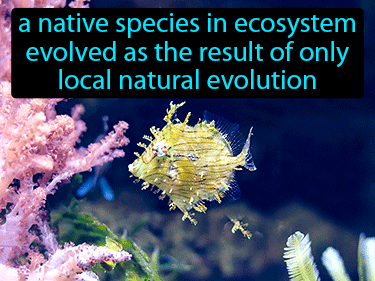 a native species in ecosystem
evolved as the result of only
local natural evolution